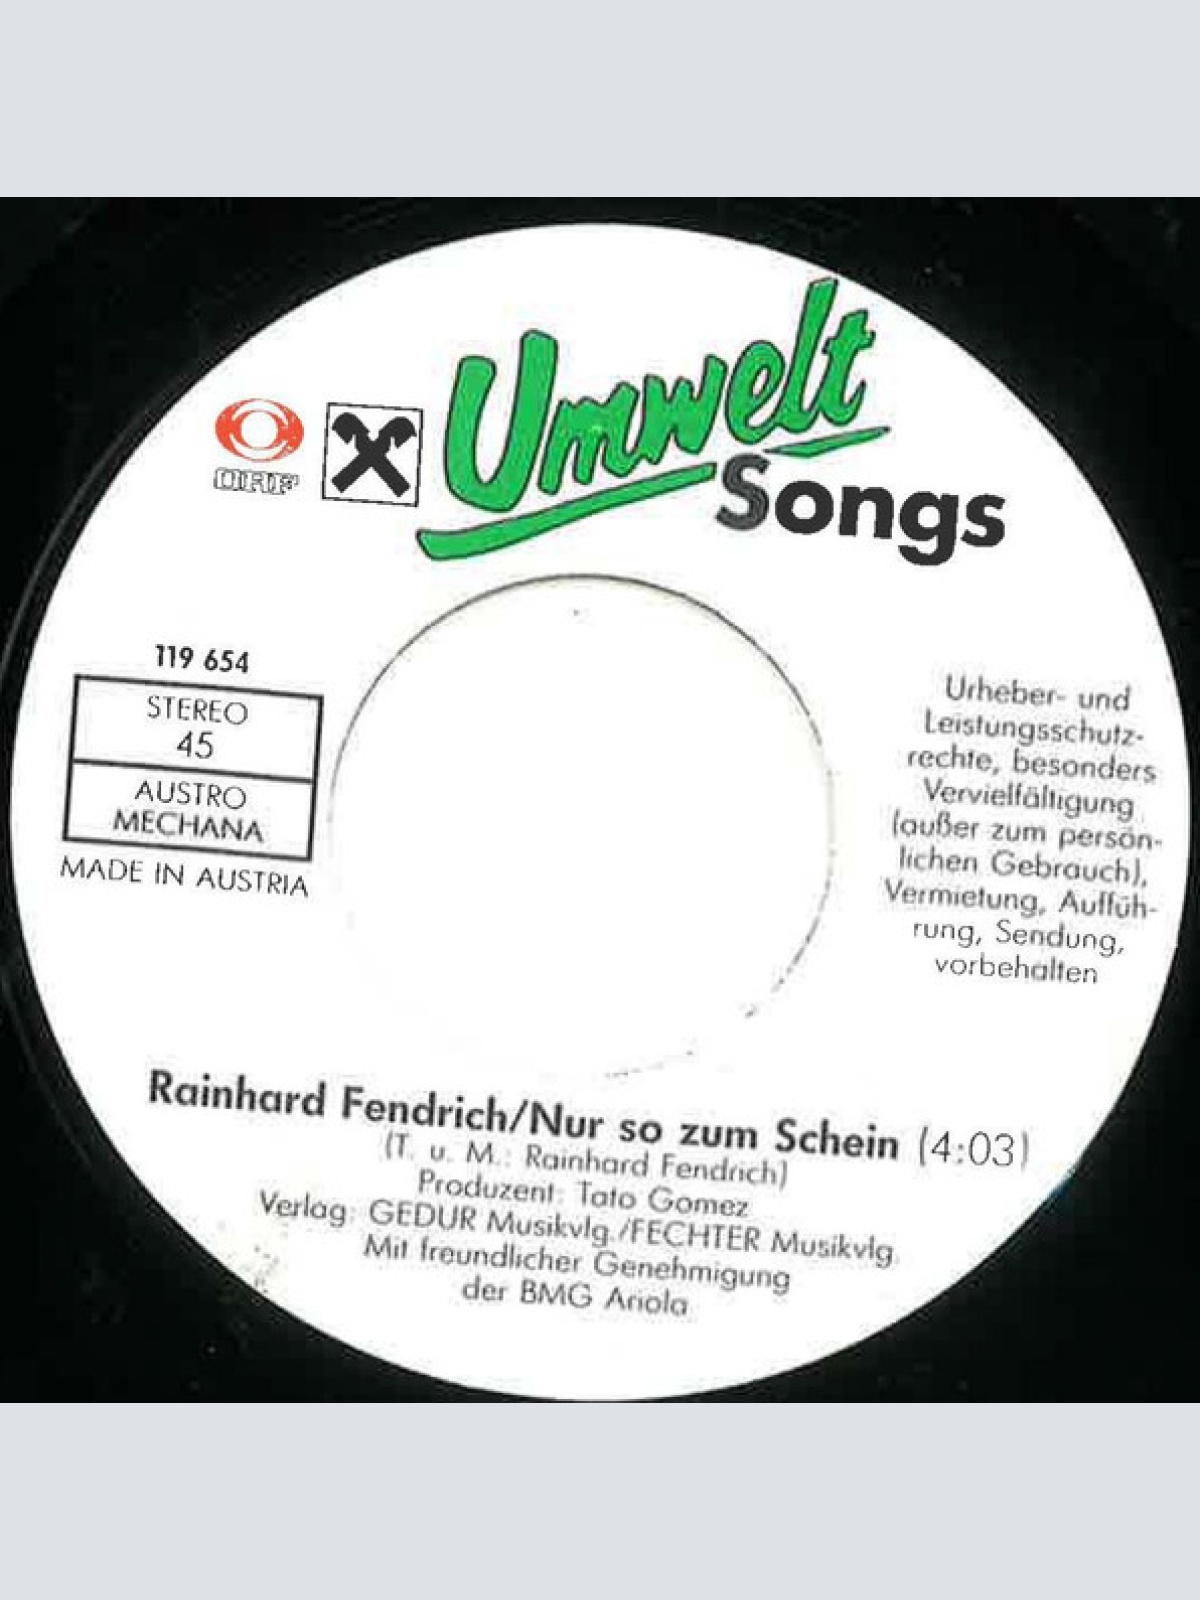 Umwelt
Songs
ORF
119 654
STEREO
45
AUSTRO
MECHANA
MADE IN AUSTRIA
Urheber- und
Leistungsschutz-
rechte, besonders
Vervielfältigung
(außer zum persön-
lichen Gebrauch),
Vermietung, Auffüh-
rung, Sendung,
vorbehalten
Rainhard Fendrich/Nur so zum Schein (4:03)
(T. u. M.: Rainhard Fendrich)
Produzent: Tato Gomez
Verlag: GEDUR Musikvlg./FECHTER Musikvlg.
Mit freundlicher Genehmigung
der BMG Ariola